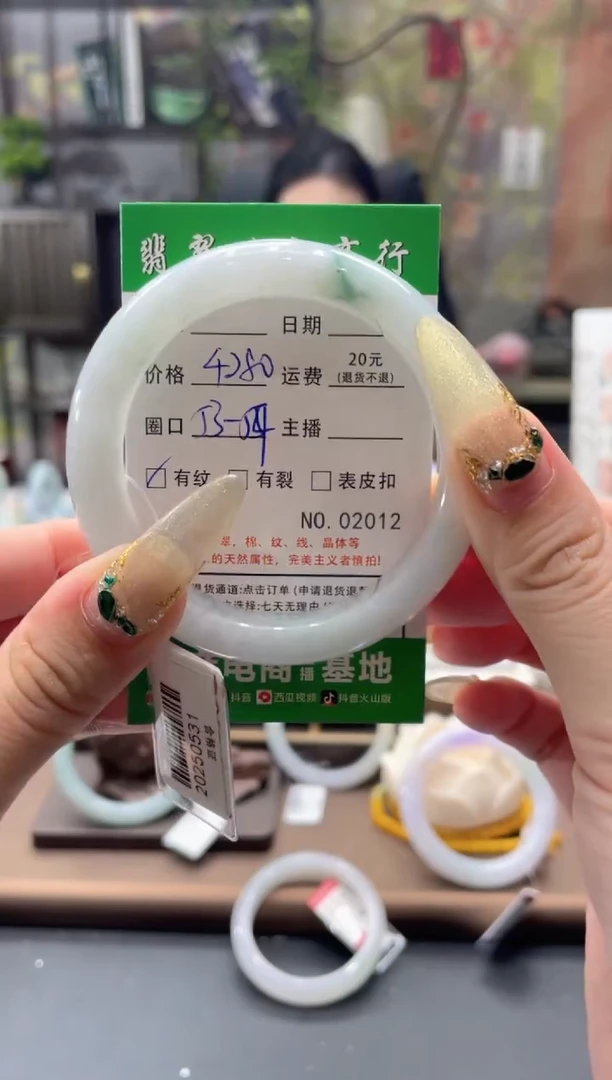 翡翠
行
日期
价格 4280 运费 20元
(退货不退)
圈口 主播
有纹 有裂 表皮扣
NO. 02012
翠，棉、纹、线、晶体等
的天然属性，完美主义者慎拍!
退货通道:点击订单 (申请退货退
选择:七天无理由
电商 播 基地
抖音 西瓜视频 抖音火山版
20250531